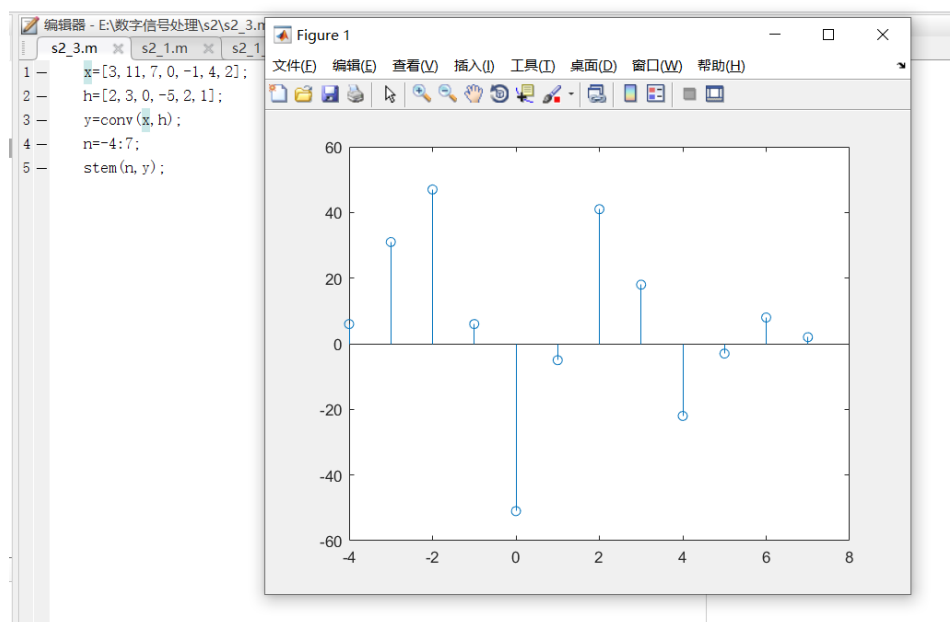 编辑器 - E:\数字信号处理\s2\s2_3.m
s2_3.m × s2_1.m × s2_1
1 — x=[3,11,7,0,-1,4,2];
2 — h=[2,3,0,-5,2,1];
3 — y=conv(x,h);
4 — n=-4:7;
5 — stem(n,y);
Figure 1
文件(F) 编辑(E) 查看(V) 插入(I) 工具(T) 桌面(D) 窗口(W) 帮助(H)
60
40
20
0
-20
-40
-60
-4 -2 0 2 4 6 8